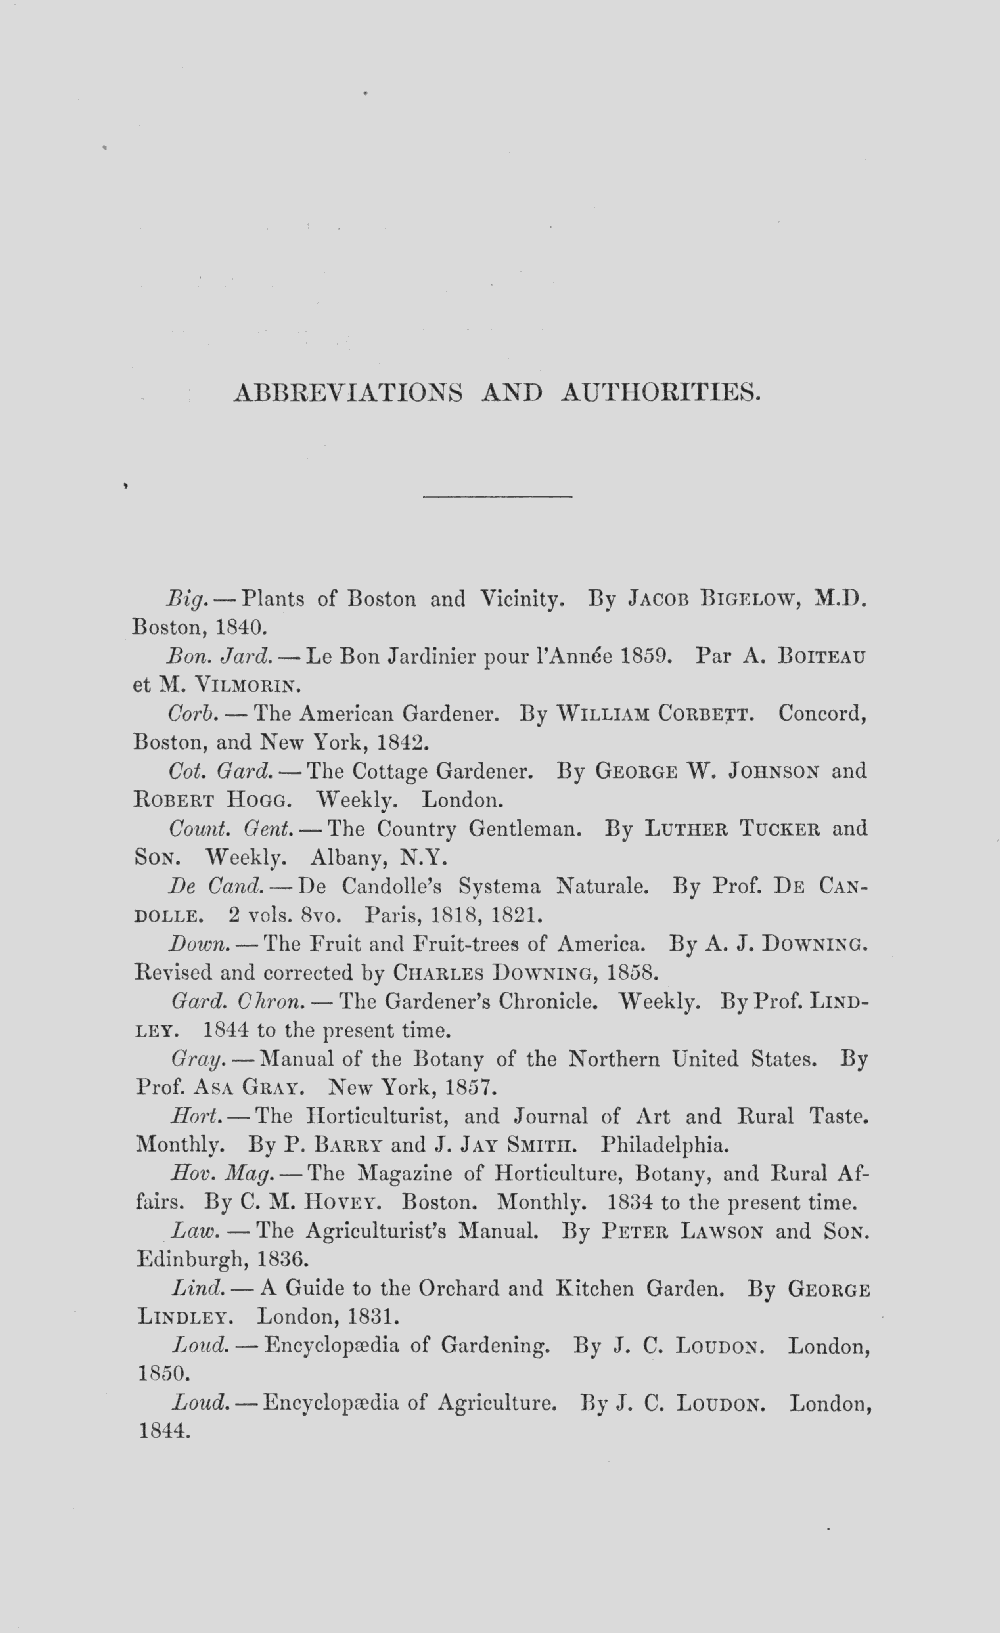 ABBREVIATIONS AND AUTHORITIES.
Big. — Plants of Boston and Vicinity. By JACOB BIGELOW, M.D.
Boston, 1840.
Bon. Jard. — Le Bon Jardinier pour l'Année 1859. Par A. BOITEAU
et M. VILMORIN.
Corb. — The American Gardener. By WILLIAM CORBETT. Concord,
Boston, and New York, 1842.
Cot. Gard. — The Cottage Gardener. By GEORGE W. JOHNSON and
ROBERT HOGG. Weekly. London.
Count. Gent. — The Country Gentleman. By LUTHER TUCKER and
SON. Weekly. Albany, N.Y.
De Cand. — De Candolle's Systema Naturale. By Prof. DE CAN-
DOLLE. 2 vols. 8vo. Paris, 1818, 1821.
Down. — The Fruit and Fruit-trees of America. By A. J. DOWNING.
Revised and corrected by CHARLES DOWNING, 1858.
Gard. Chron. — The Gardener's Chronicle. Weekly. By Prof. LIND-
LEY. 1844 to the present time.
Gray. — Manual of the Botany of the Northern United States. By
Prof. ASA GRAY. New York, 1857.
Hort. — The Horticulturist, and Journal of Art and Rural Taste.
Monthly. By P. BARRY and J. JAY SMITH. Philadelphia.
Hov. Mag. — The Magazine of Horticulture, Botany, and Rural Af-
fairs. By C. M. HOVEY. Boston. Monthly. 1834 to the present time.
Law. — The Agriculturist's Manual. By PETER LAWSON and SON.
Edinburgh, 1836.
Lind. — A Guide to the Orchard and Kitchen Garden. By GEORGE
LINDLEY. London, 1831.
Loud. — Encyclopædia of Gardening. By J. C. LOUDON. London,
1850.
Loud. — Encyclopædia of Agriculture. By J. C. LOUDON. London,
1844.